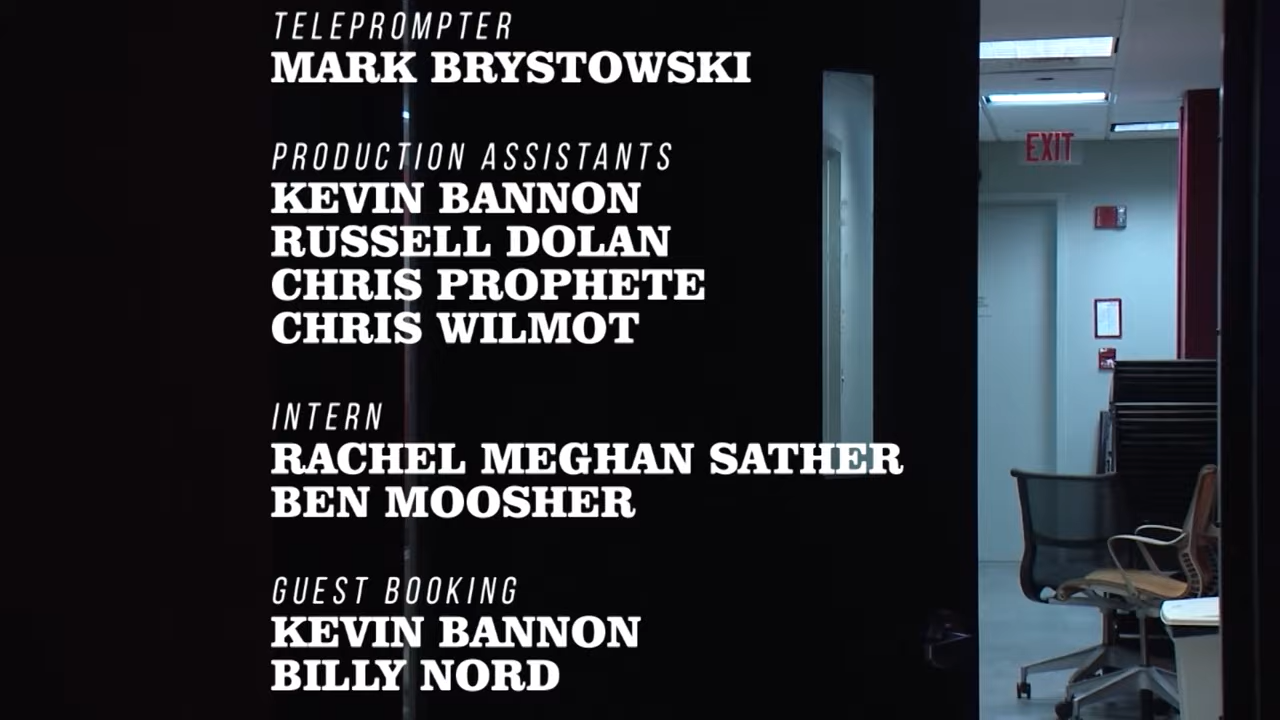 TELEPROMPTER
MARK BRYSTOWSKI
PRODUCTION ASSISTANTS
KEVIN BANNON
RUSSELL DOLAN
CHRIS PROPHETE
CHRIS WILMOT
INTERN
RACHEL MEGHAN SATHER
BEN MOOSHER
GUEST BOOKING
KEVIN BANNON
BILLY NORD
EXIT